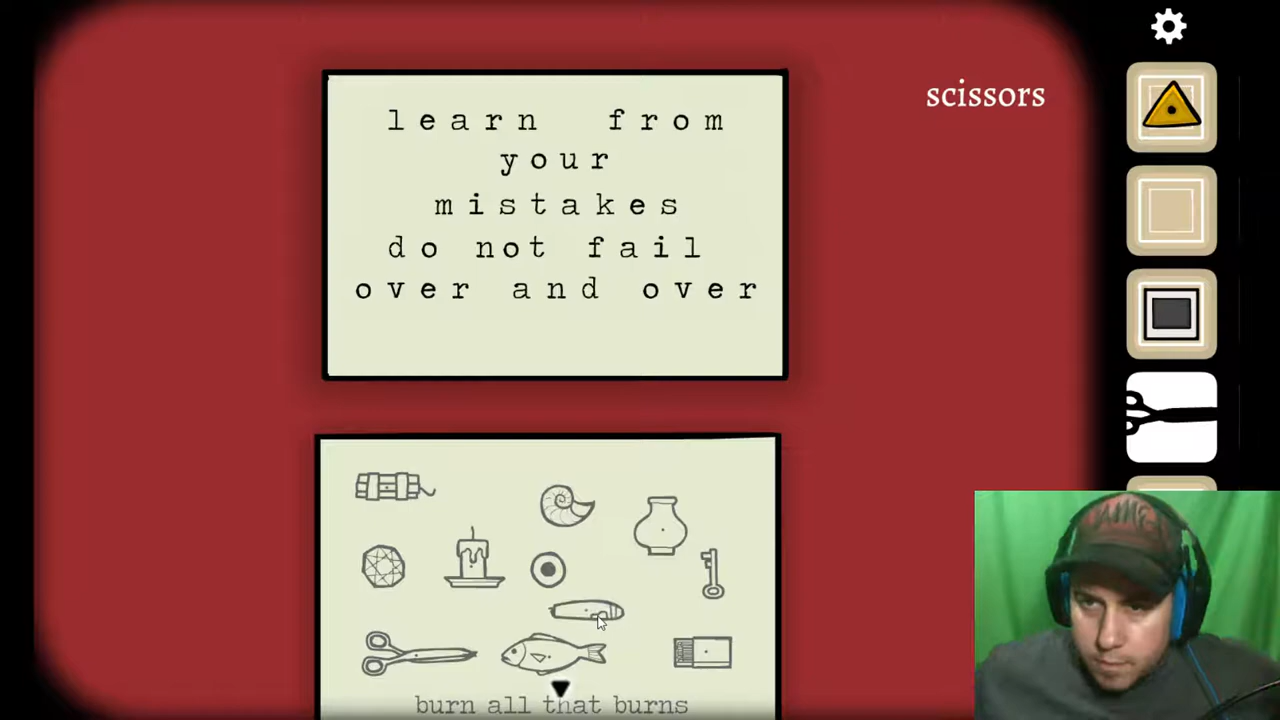 learn from
your
mistakes
do not fail
over and over
scissors
burn all that burns